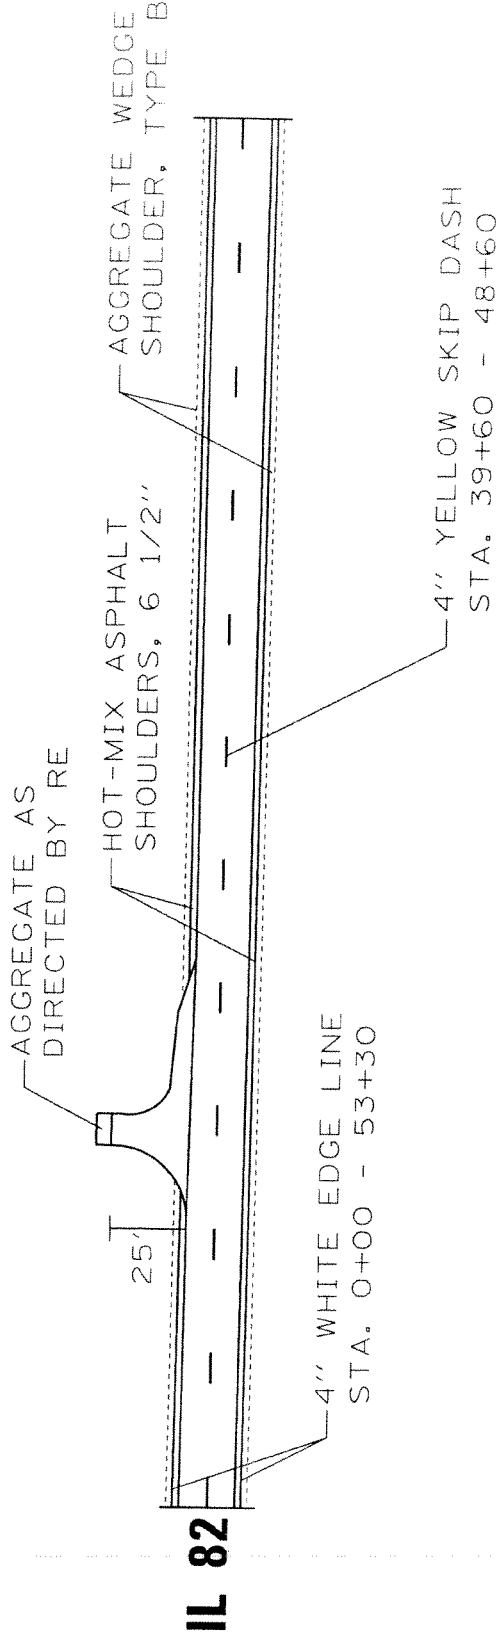 AGGREGATE AS
DIRECTED BY RE
HOT-MIX ASPHALT
SHOULDERS, 6 1/2''
AGGREGATE WEDGE
SHOULDER, TYPE B
25'
IL 82
4'' WHITE EDGE LINE
STA. 0+00 - 53+30
4'' YELLOW SKIP DASH
STA. 39+60 - 48+60